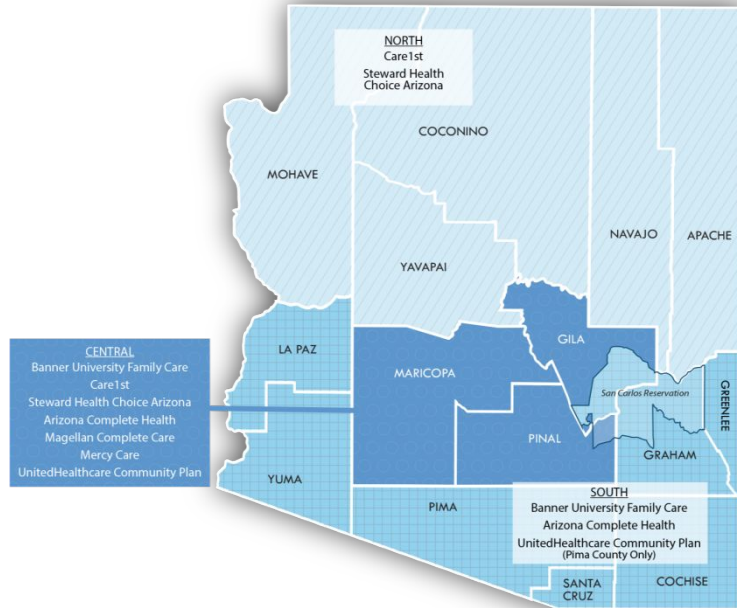 NORTH
Care1st
Steward Health
Choice Arizona
COCONINO
MOHAVE
NAVAJO
APACHE
YAVAPAI
GILA
LA PAZ
MARICOPA
San Carlos Reservation
GREENLEE
CENTRAL
Banner University Family Care
Care1st
Steward Health Choice Arizona
Arizona Complete Health
Magellan Complete Care
Mercy Care
UnitedHealthcare Community Plan
PINAL
GRAHAM
YUMA
PIMA
SOUTH
Banner University Family Care
Arizona Complete Health
UnitedHealthcare Community Plan
(Pima County Only)
SANTA
CRUZ
COCHISE